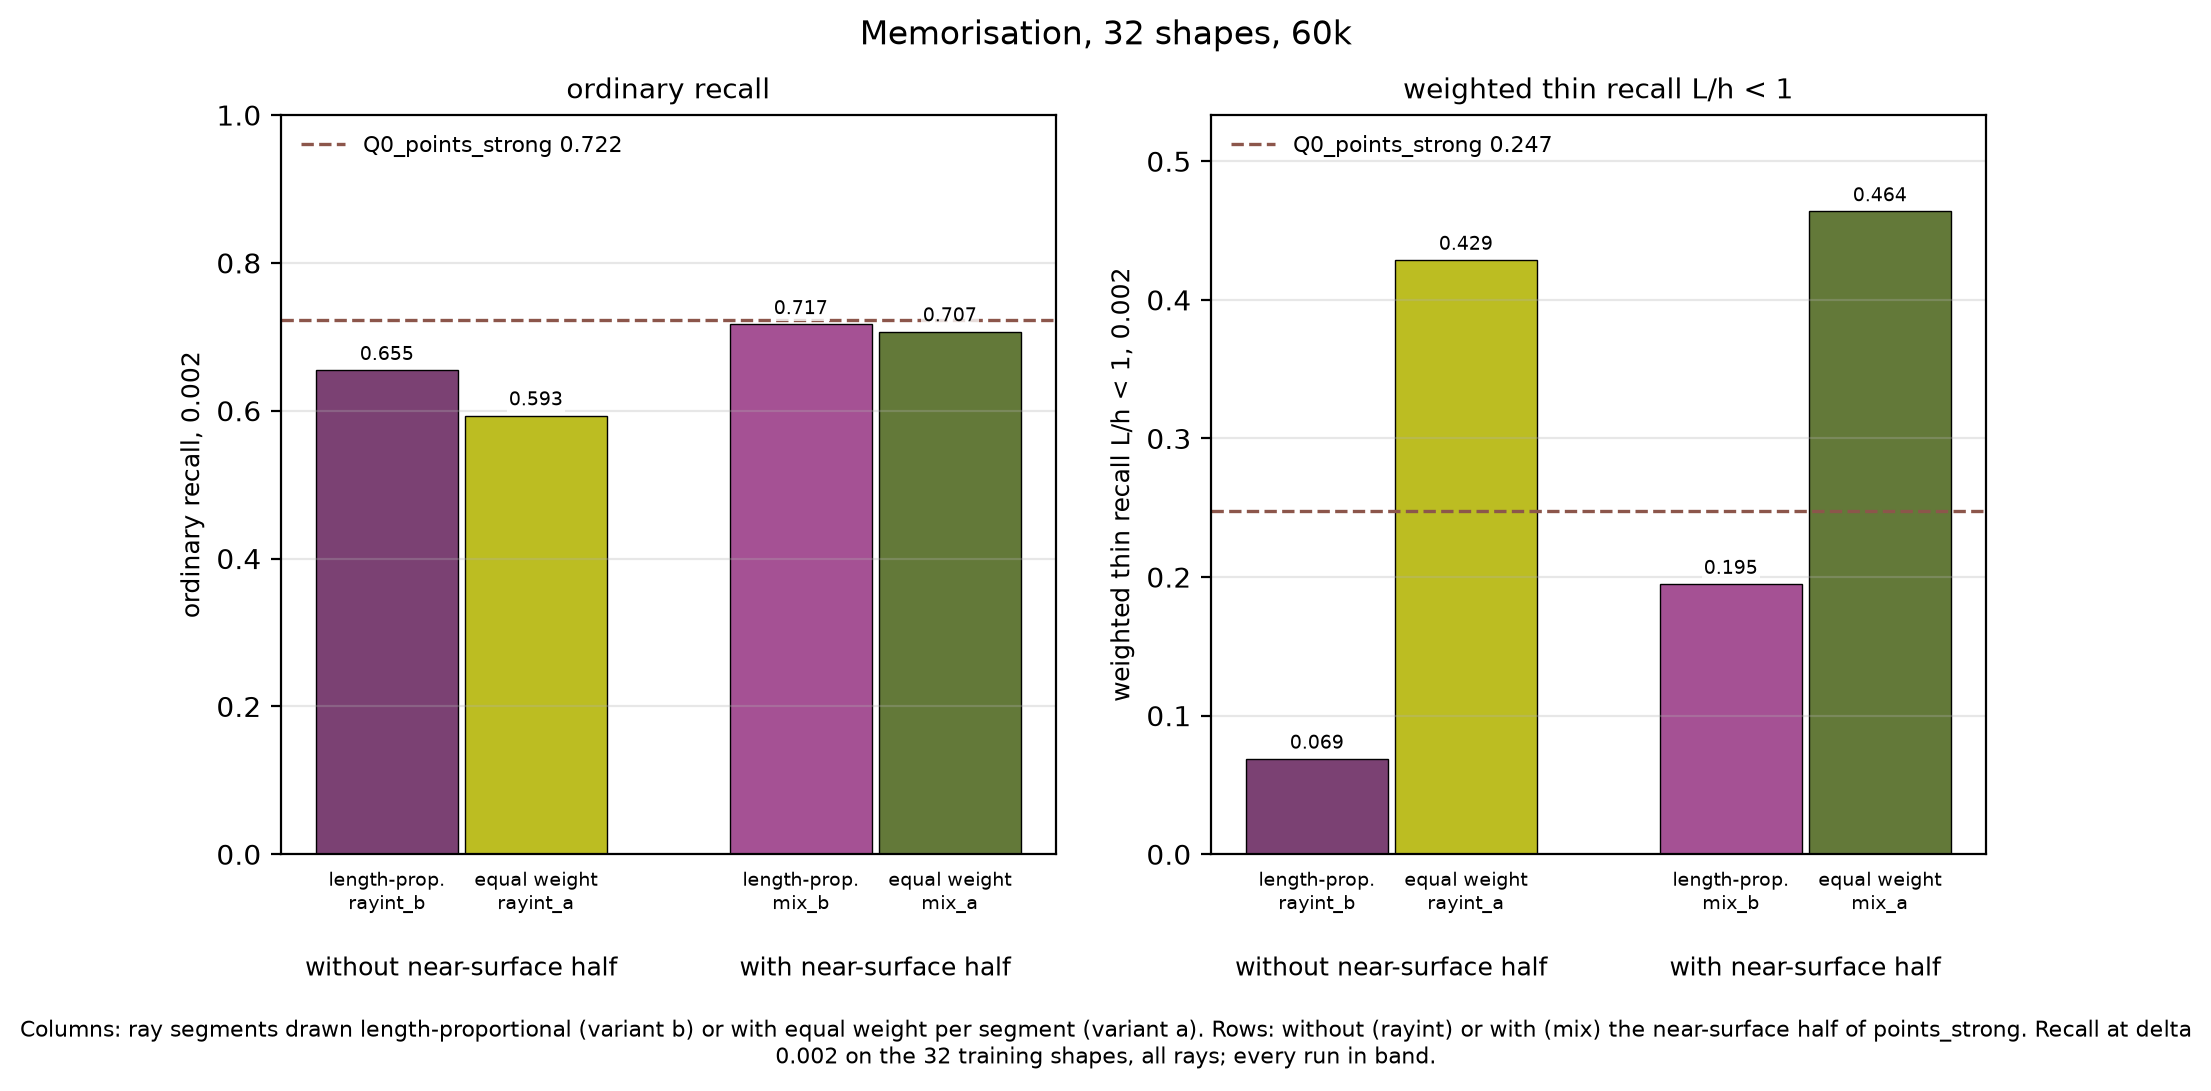 Memorisation, 32 shapes, 60k
ordinary recall
Q0_points_strong 0.722
ordinary recall, 0.002
1.0
0.8
0.6
0.4
0.2
0.0
0.655
0.593
0.717
0.707
length-prop.
rayint_b
equal weight
rayint_a
length-prop.
mix_b
equal weight
mix_a
without near-surface half
with near-surface half
weighted thin recall L/h < 1
Q0_points_strong 0.247
weighted thin recall L/h < 1, 0.002
0.5
0.4
0.3
0.2
0.1
0.0
0.069
0.429
0.195
0.464
length-prop.
rayint_b
equal weight
rayint_a
length-prop.
mix_b
equal weight
mix_a
without near-surface half
with near-surface half
Columns: ray segments drawn length-proportional (variant b) or with equal weight per segment (variant a). Rows: without (rayint) or with (mix) the near-surface half of points_strong. Recall at delta
0.002 on the 32 training shapes, all rays; every run in band.